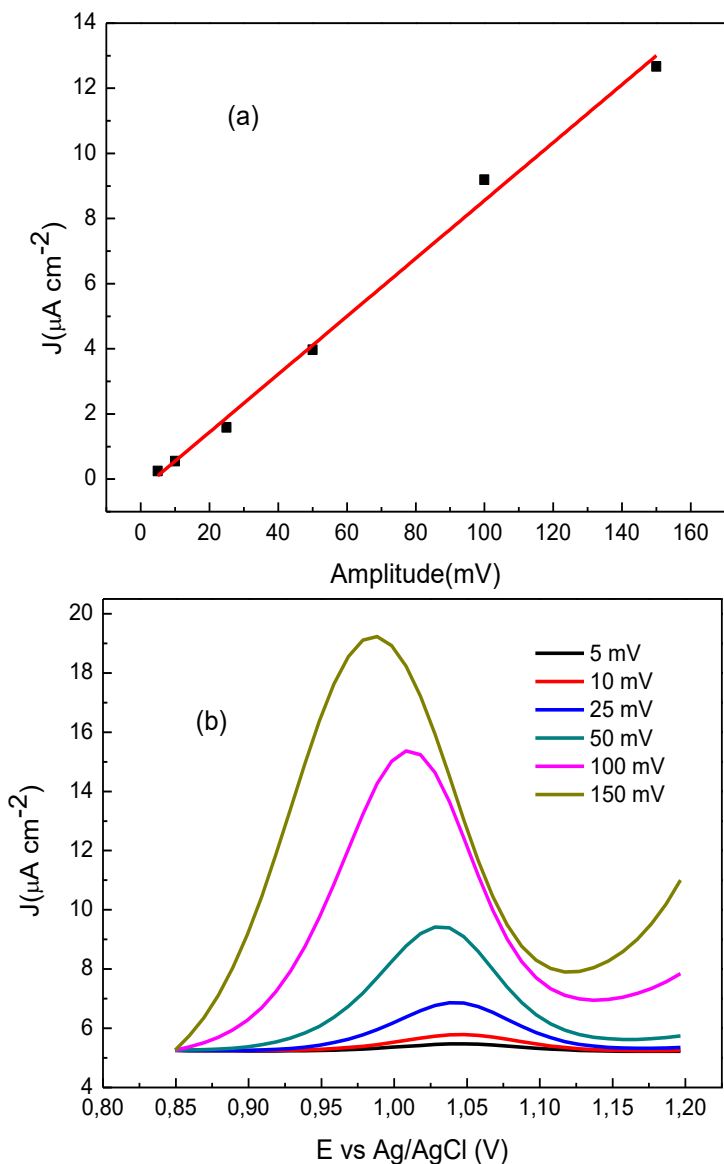 14
12
10
8
6
4
2
0
J(μA cm-2)
(a)
0 20 40 60 80 100 120 140 160
Amplitude(mV)
20
18
16
14
12
10
8
6
4
J(μA cm-2)
(b)
5 mV
10 mV
25 mV
50 mV
100 mV
150 mV
0,80 0,85 0,90 0,95 1,00 1,05 1,10 1,15 1,20
E vs Ag/AgCl (V)